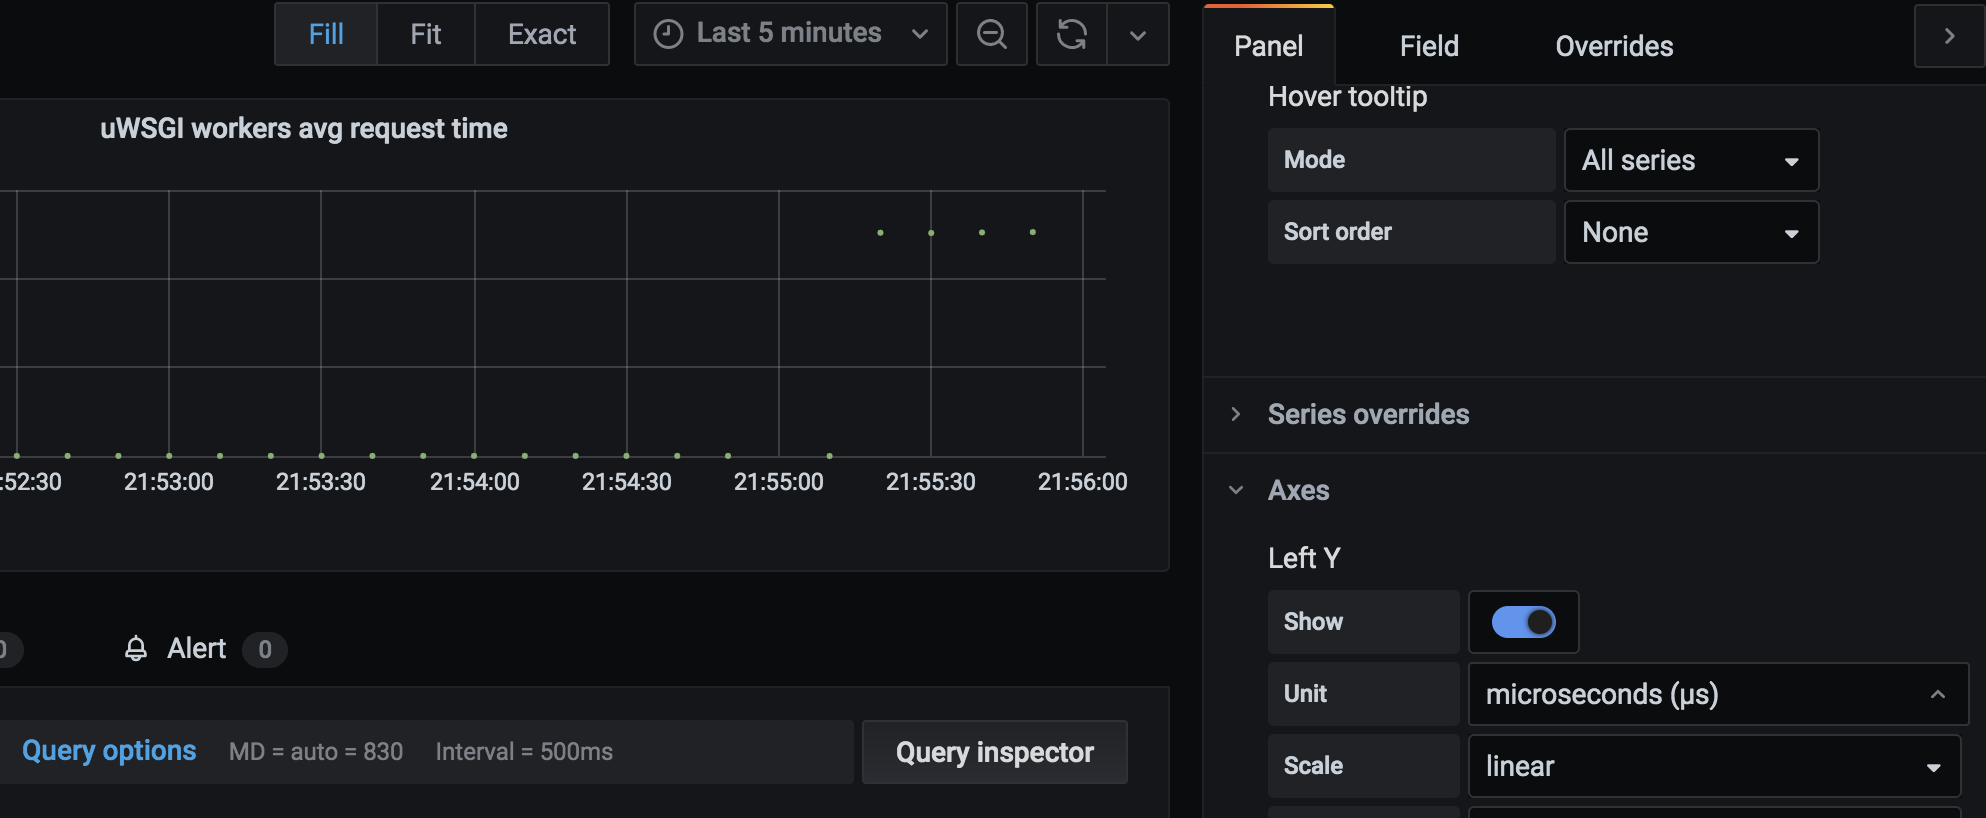 Fill Fit Exact Last 5 minutes
Panel Field Overrides
uWSGI workers avg request time
:52:30 21:53:00 21:53:30 21:54:00 21:54:30 21:55:00 21:55:30 21:56:00
0 Alert 0
Query options MD = auto = 830 Interval = 500ms Query inspector
Hover tooltip
Mode All series
Sort order None
Series overrides
Axes
Left Y
Show
Unit microseconds (µs)
Scale linear